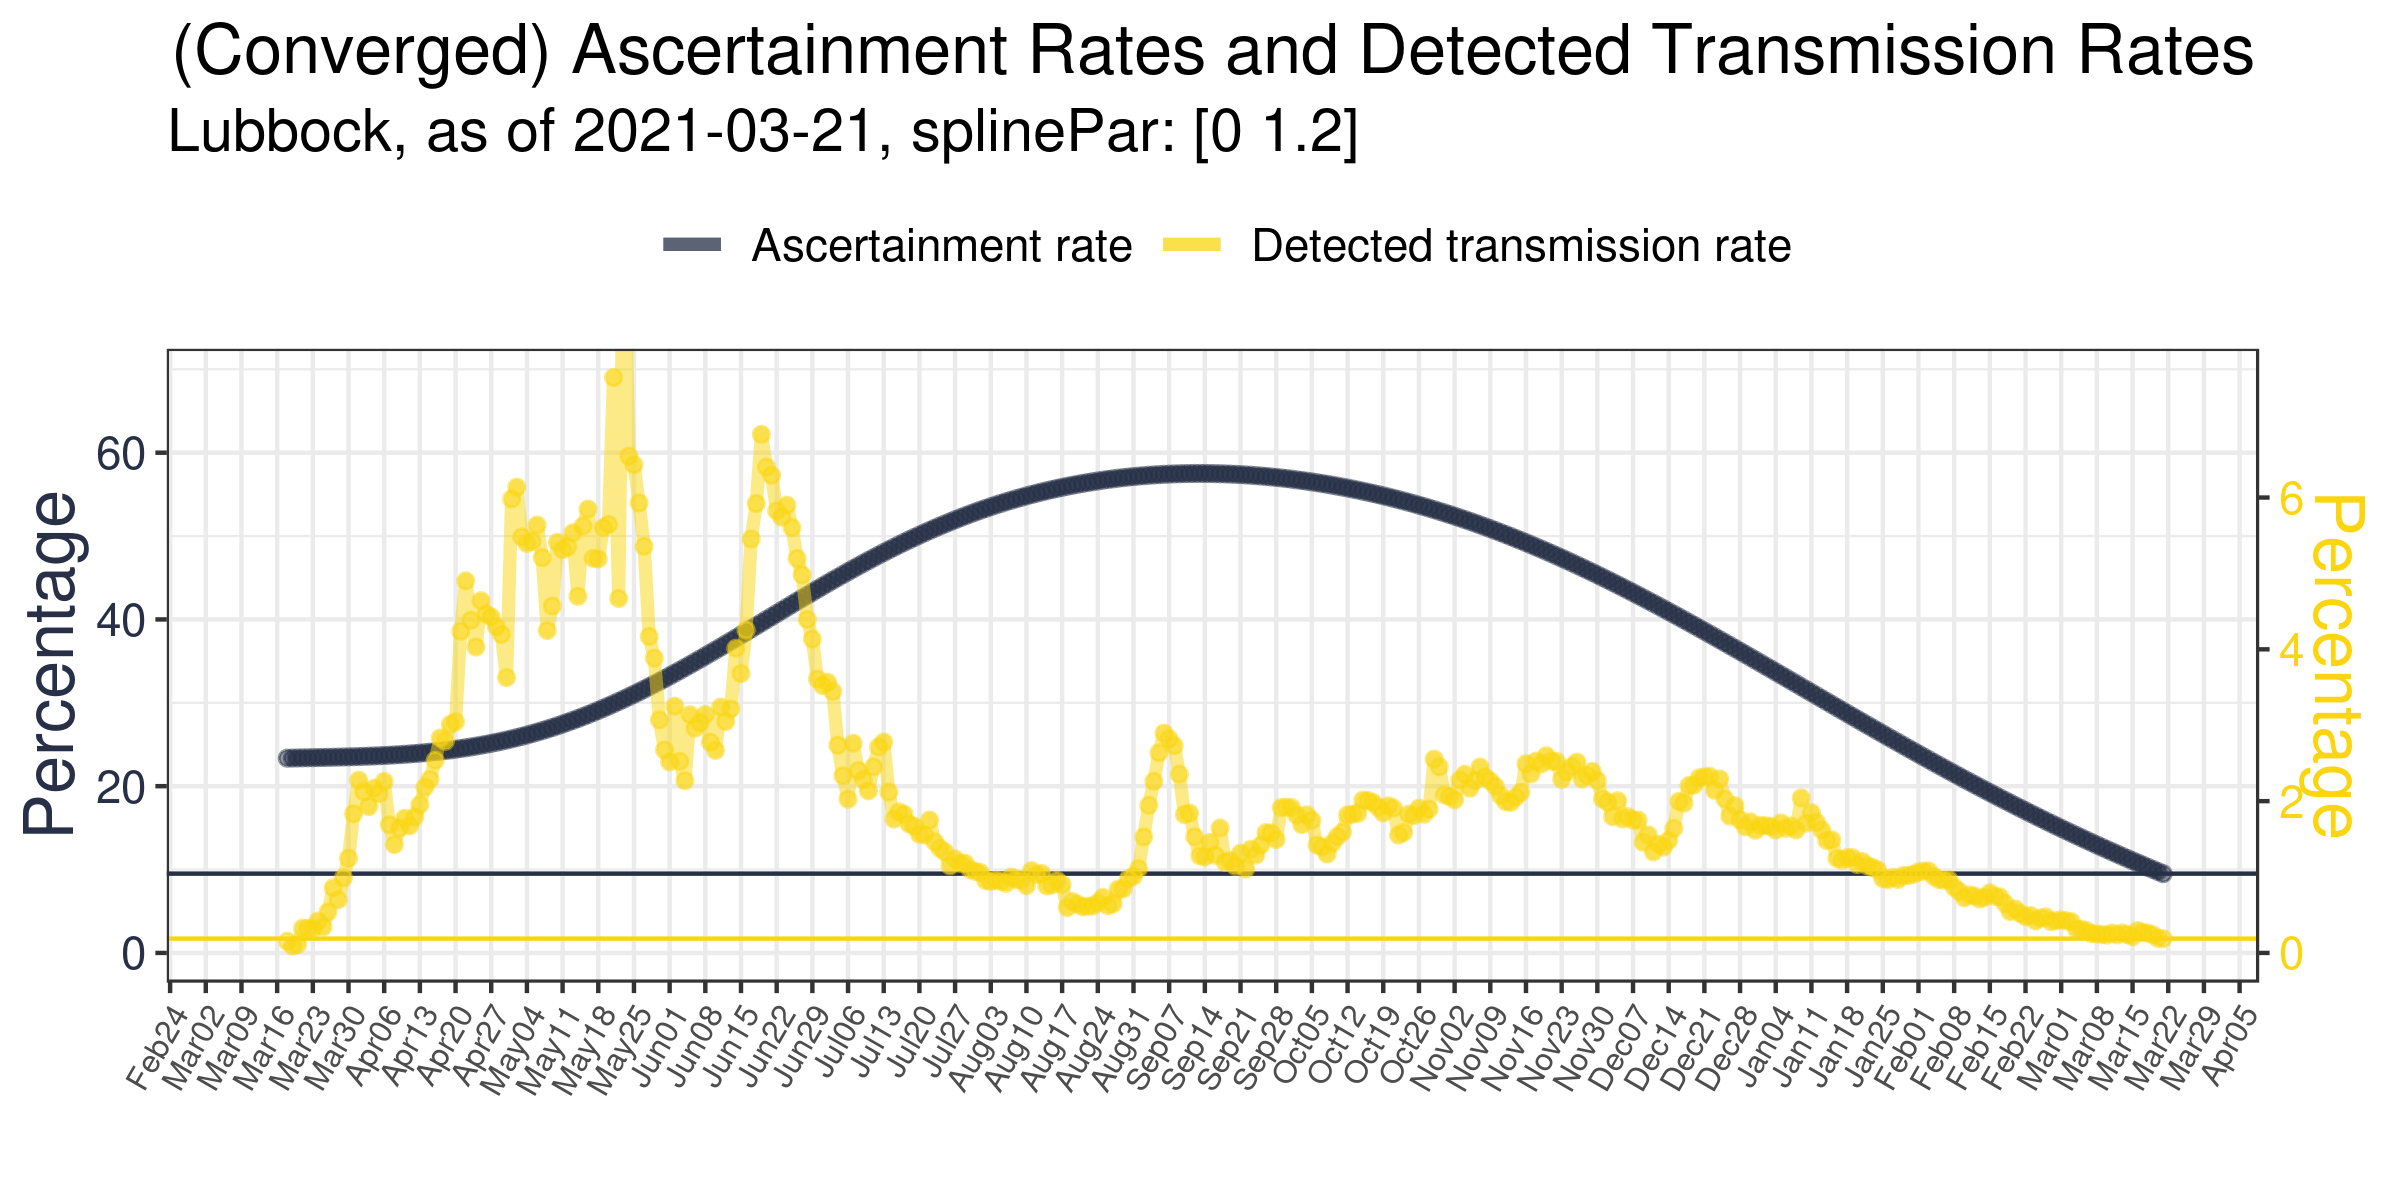 (Converged) Ascertainment Rates and Detected Transmission Rates
Lubbock, as of 2021-03-21, splinePar: [0 1.2]
Ascertainment rate Detected transmission rate
Percentage
60
40
20
0
6
4
2
0
Percentage
Feb24 Mar02 Mar09 Mar16 Mar23 Mar30 Apr06 Apr13 Apr20 Apr27 May04 May11 May18 May25 Jun01 Jun08 Jun15 Jun22 Jun29 Jul06 Jul13 Jul20 Jul27 Aug03 Aug10 Aug17 Aug24 Aug31 Sep07 Sep14 Sep21 Sep28 Oct05 Oct12 Oct19 Oct26 Nov02 Nov09 Nov16 Nov23 Nov30 Dec07 Dec14 Dec21 Dec28 Jan04 Jan11 Jan18 Jan25 Feb01 Feb08 Feb15 Feb22 Mar01 Mar08 Mar15 Mar22 Mar29 Apr05